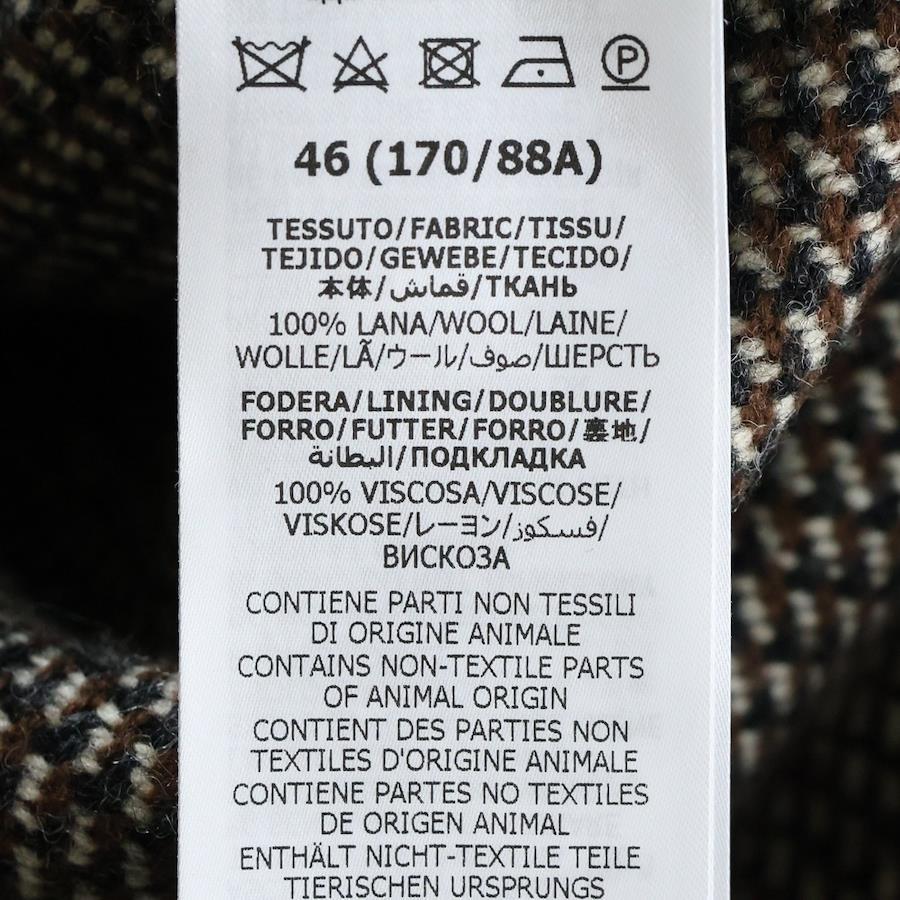 P
46 (170/88A)
TESSUTO/FABRIC/TISSU/
TEJIDO/GEWEBE/TECIDO/
本体/قماش/ТКАНЬ
100% LANA/WOOL/LAINE/
WOLLE/LÃ/ウール/صوف/ШЕРСТЬ
FODERA/LINING/DOUBLURE/
FORRO/FUTTER/FORRO/裏地/
البطانة/ПОДКЛАДКА
100% VISCOSA/VISCOSE/
VISKOSE/レーヨン/فسكوز/
ВИСКОЗА
CONTIENE PARTI NON TESSILI
DI ORIGINE ANIMALE
CONTAINS NON-TEXTILE PARTS
OF ANIMAL ORIGIN
CONTIENT DES PARTIES NON
TEXTILES D'ORIGINE ANIMALE
CONTIENE PARTES NO TEXTILES
DE ORIGEN ANIMAL
ENTHÄLT NICHT-TEXTILE TEILE
TIERISCHEN URSPRUNGS